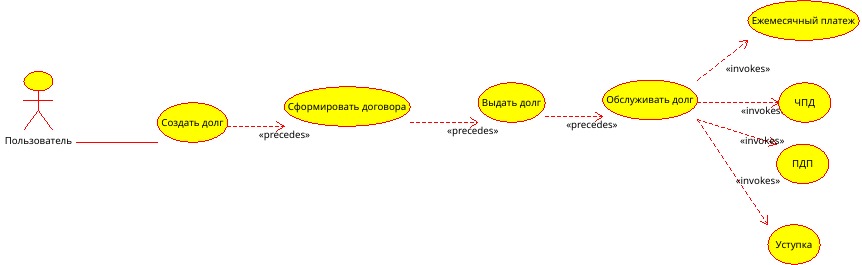 Ежемесячный платеж
«invokes»
Пользователь
Создать долг
«precedes»
Сформировать договора
«precedes»
Выдать долг
«precedes»
Обслуживать долг
«invokes»
ЧПД
«invokes»
ПДП
«invokes»
Уступка